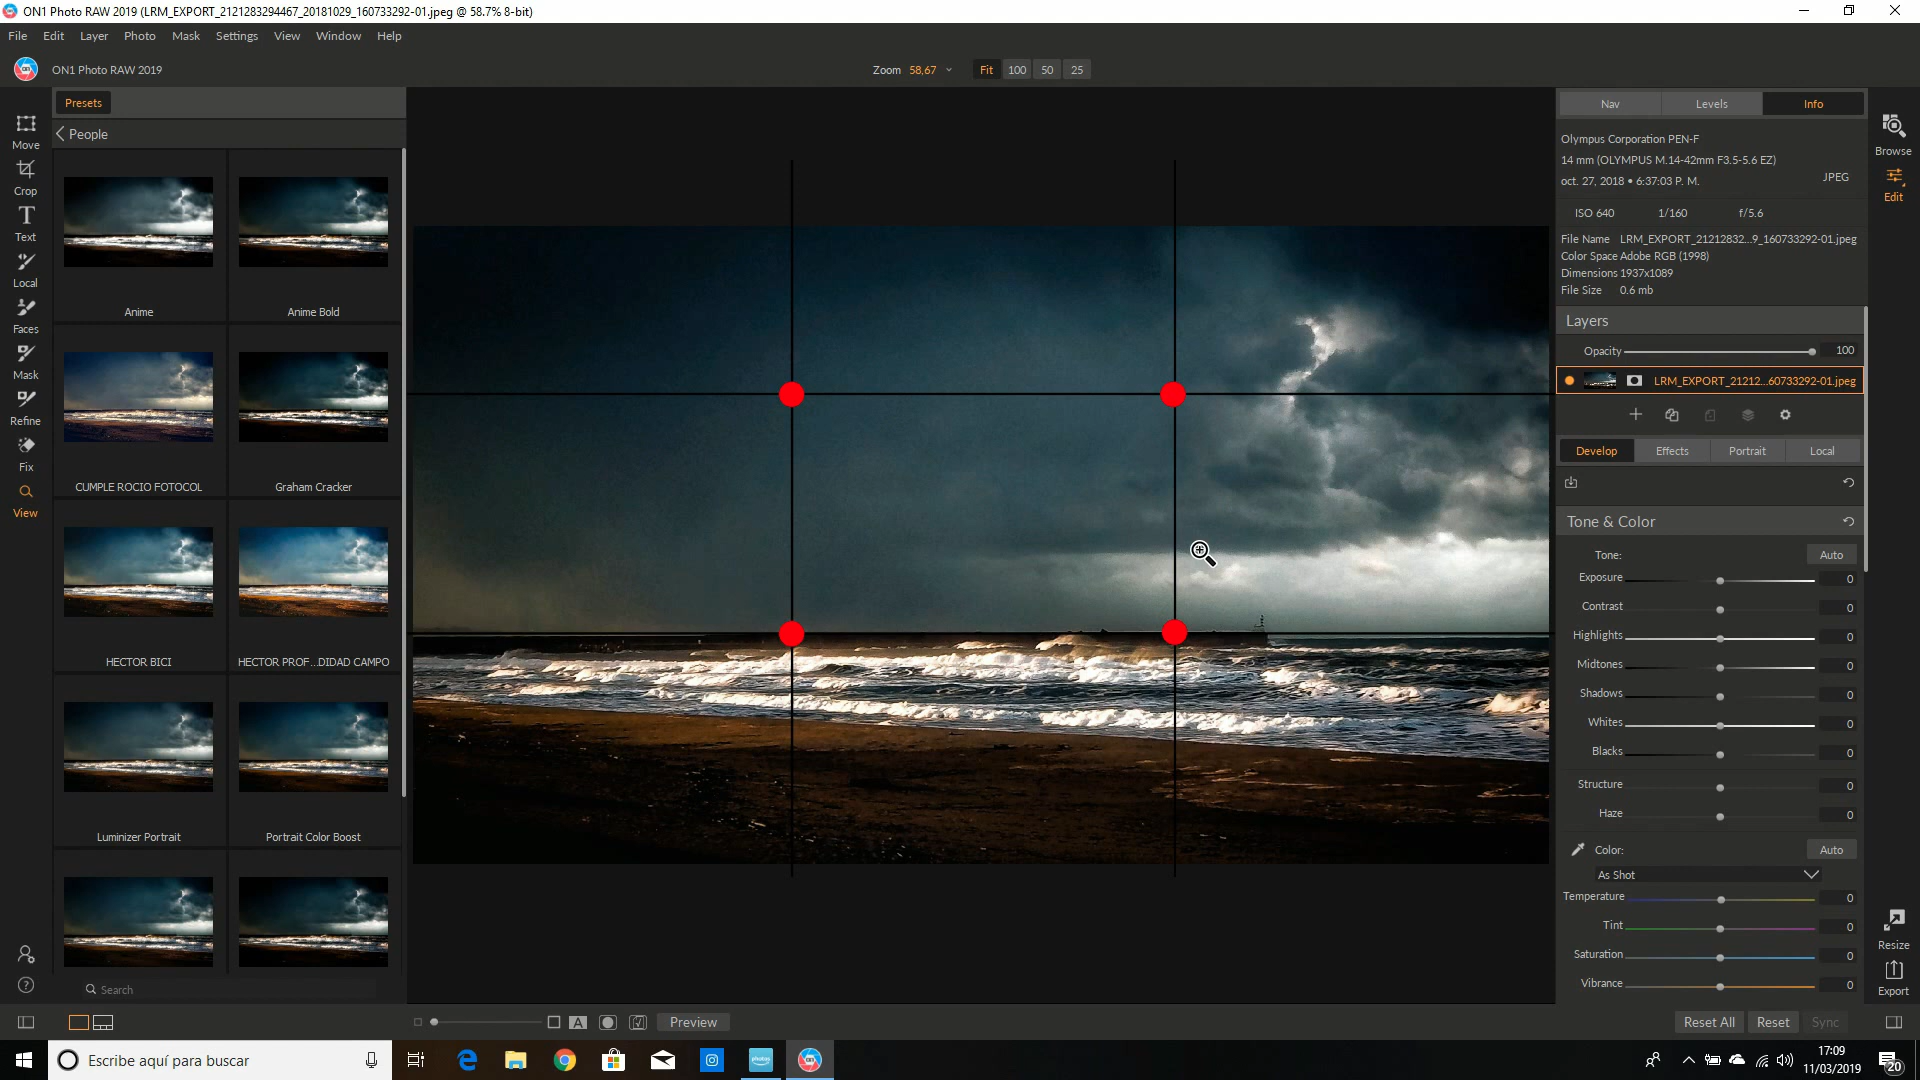 ON1 Photo RAW 2019 (LRM_EXPORT_2121283294467_20181029_160733292-01.jpeg @ 58.7% 8-bit)
File Edit Layer Photo Mask Settings View Window Help
ON1 Photo RAW 2019
Zoom 58,67 Fit 100 50 25
Presets
People
Move
Crop
Text
Local
Faces
Mask
Refine
Fix
View
Anime
Anime Bold
CUMPLE ROCIO FOTOCOL
Graham Cracker
HECTOR BICI
HECTOR PROF...DIDAD CAMPO
Luminizer Portrait
Portrait Color Boost
Search
Nav Levels Info
Olympus Corporation PEN-F
14 mm (OLYMPUS M.14-42mm F3.5-5.6 EZ)
oct. 27, 2018 • 6:37:03 P. M.
JPEG
ISO 640 1/160 f/5.6
File Name LRM_EXPORT_21212832...9_160733292-01.jpeg
Color Space Adobe RGB (1998)
Dimensions 1937x1089
File Size 0.6 mb
Layers
Opacity 100
LRM_EXPORT_21212...60733292-01.jpeg
Develop Effects Portrait Local
Tone & Color
Tone: Auto
Exposure 0
Contrast 0
Highlights 0
Midtones 0
Shadows 0
Whites 0
Blacks 0
Structure 0
Haze 0
Color: Auto
As Shot
Temperature 0
Tint 0
Saturation 0
Vibrance 0
Browse
Edit
Resize
Export
A
Preview
Reset All Reset Sync
Escribe aquí para buscar
photos
ON
17:09
11/03/2019
20